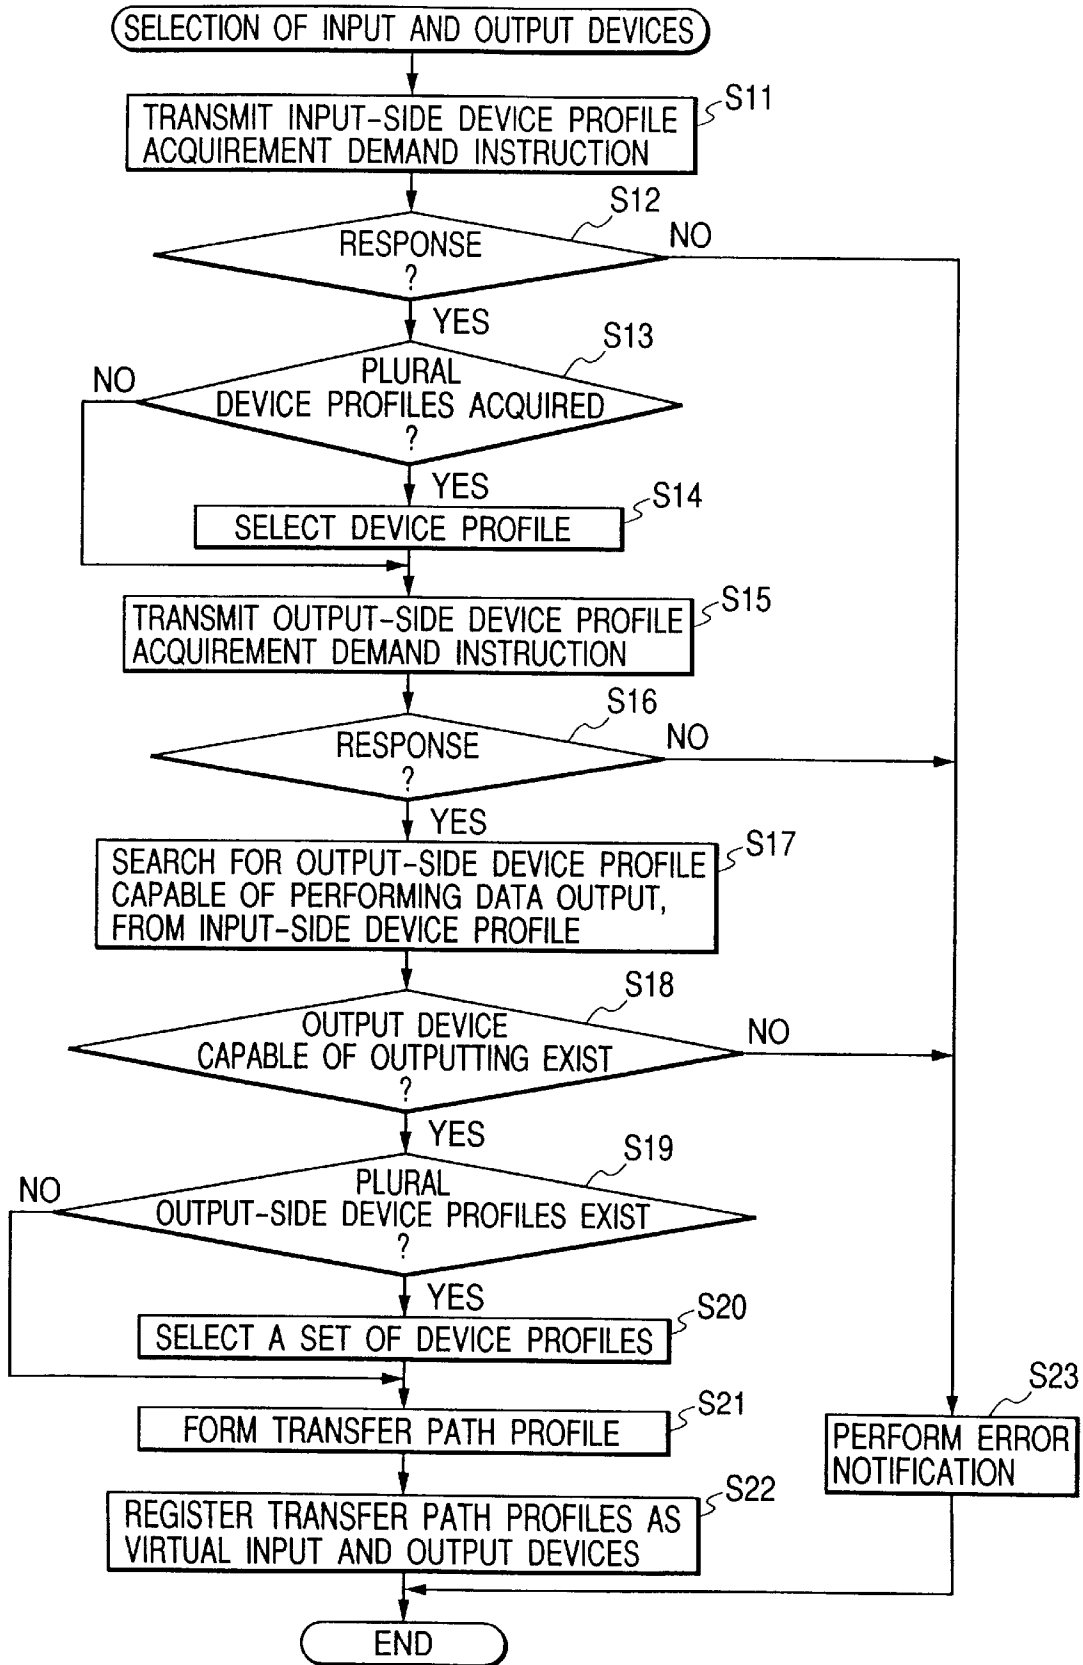 SELECTION OF INPUT AND OUTPUT DEVICES
S11
TRANSMIT INPUT-SIDE DEVICE PROFILE
ACQUIREMENT DEMAND INSTRUCTION
S12
RESPONSE
?
NO
YES
S13
PLURAL
DEVICE PROFILES ACQUIRED
?
NO
YES
S14
SELECT DEVICE PROFILE
S15
TRANSMIT OUTPUT-SIDE DEVICE PROFILE
ACQUIREMENT DEMAND INSTRUCTION
S16
RESPONSE
?
NO
YES
S17
SEARCH FOR OUTPUT-SIDE DEVICE PROFILE
CAPABLE OF PERFORMING DATA OUTPUT,
FROM INPUT-SIDE DEVICE PROFILE
S18
OUTPUT DEVICE
CAPABLE OF OUTPUTTING EXIST
?
NO
YES
S19
PLURAL
OUTPUT-SIDE DEVICE PROFILES EXIST
?
NO
YES
S20
SELECT A SET OF DEVICE PROFILES
S21
FORM TRANSFER PATH PROFILE
S23
PERFORM ERROR
NOTIFICATION
S22
REGISTER TRANSFER PATH PROFILES AS
VIRTUAL INPUT AND OUTPUT DEVICES
END